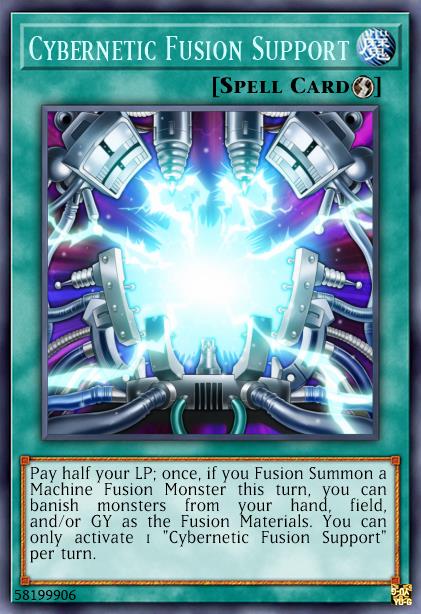 Cybernetic Fusion Support
魔
[Spell Card]
Pay half your LP; once, if you Fusion Summon a
Machine Fusion Monster this turn, you can
banish monsters from your hand, field,
and/or GY as the Fusion Materials. You can
only activate 1 "Cybernetic Fusion Support"
per turn.
58199906